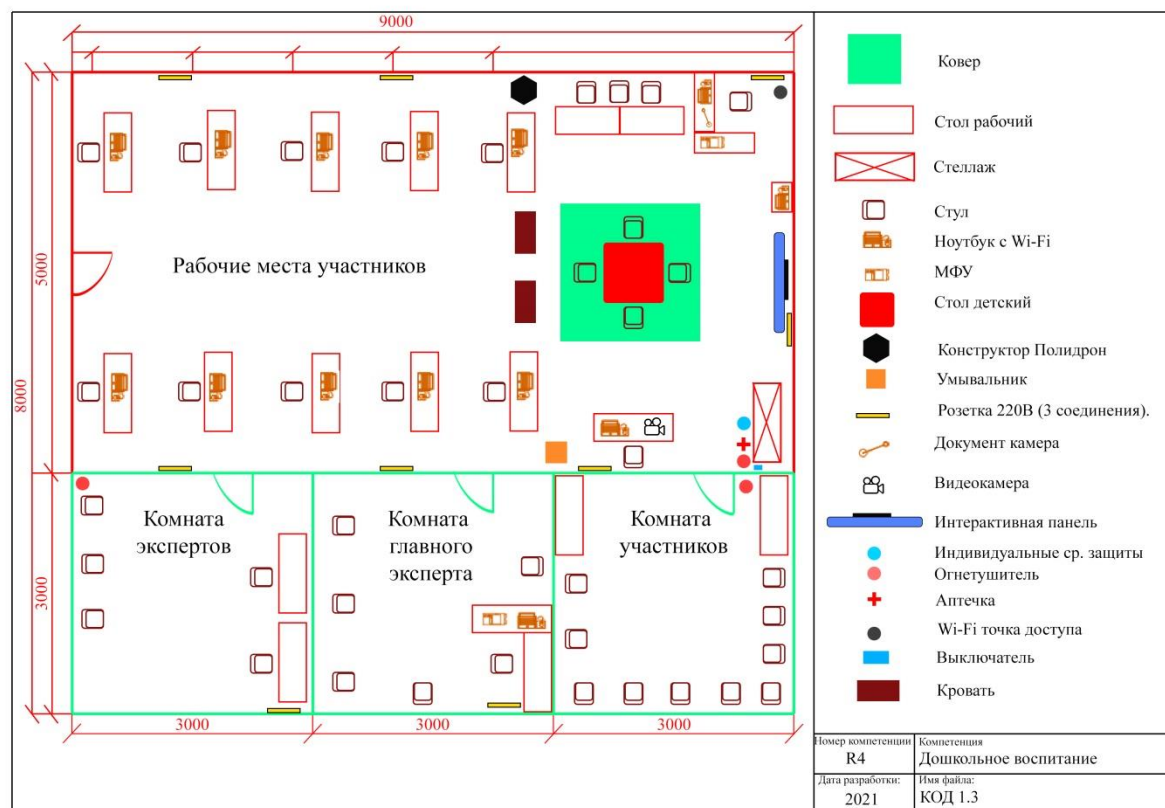 9000
5000
8000
3000
Рабочие места участников
Комната
экспертов
Комната
главного
эксперта
Комната
участников
3000
3000
3000
Ковер
Стол рабочий
Стеллаж
Стул
Ноутбук с Wi-Fi
МФУ
Стол детский
Конструктор Полидрон
Умывальник
Розетка 220В (3 соединения).
Документ камера
Видеокамера
Интерактивная панель
Индивидуальные ср. защиты
Огнетушитель
Аптечка
Wi-Fi точка доступа
Выключатель
Кровать
Номер компетенции
R4
Компетенция
Дошкольное воспитание
Дата разработки:
2021
Имя файла:
КОД 1.3